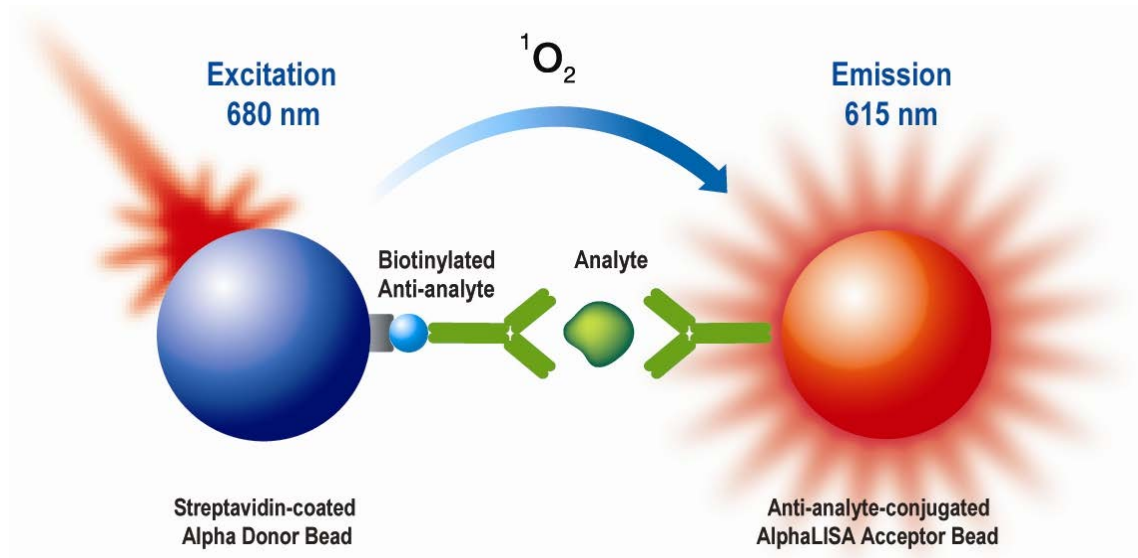 Excitation
680 nm
¹O₂
Emission
615 nm
Biotinylated
Anti-analyte
Analyte
Streptavidin-coated
Alpha Donor Bead
Anti-analyte-conjugated
AlphaLISA Acceptor Bead